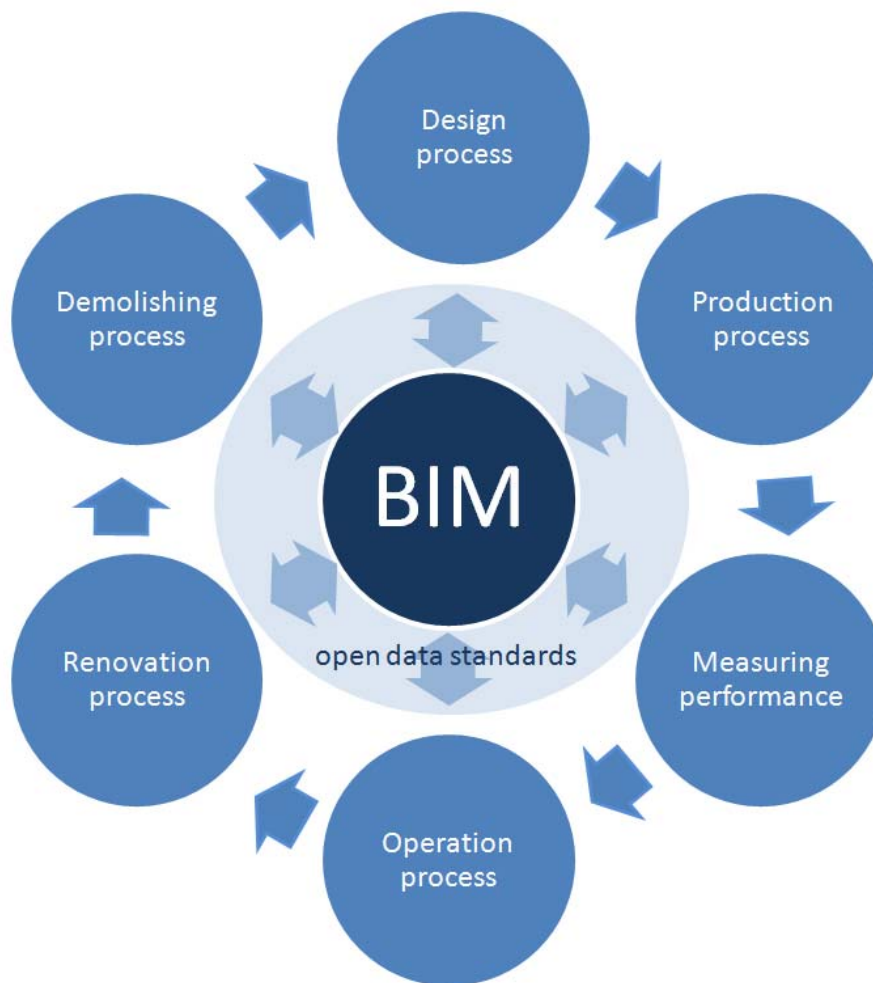 Design
process
Production
process
Measuring
performance
Operation
process
Renovation
process
Demolishing
process
BIM
open data standards